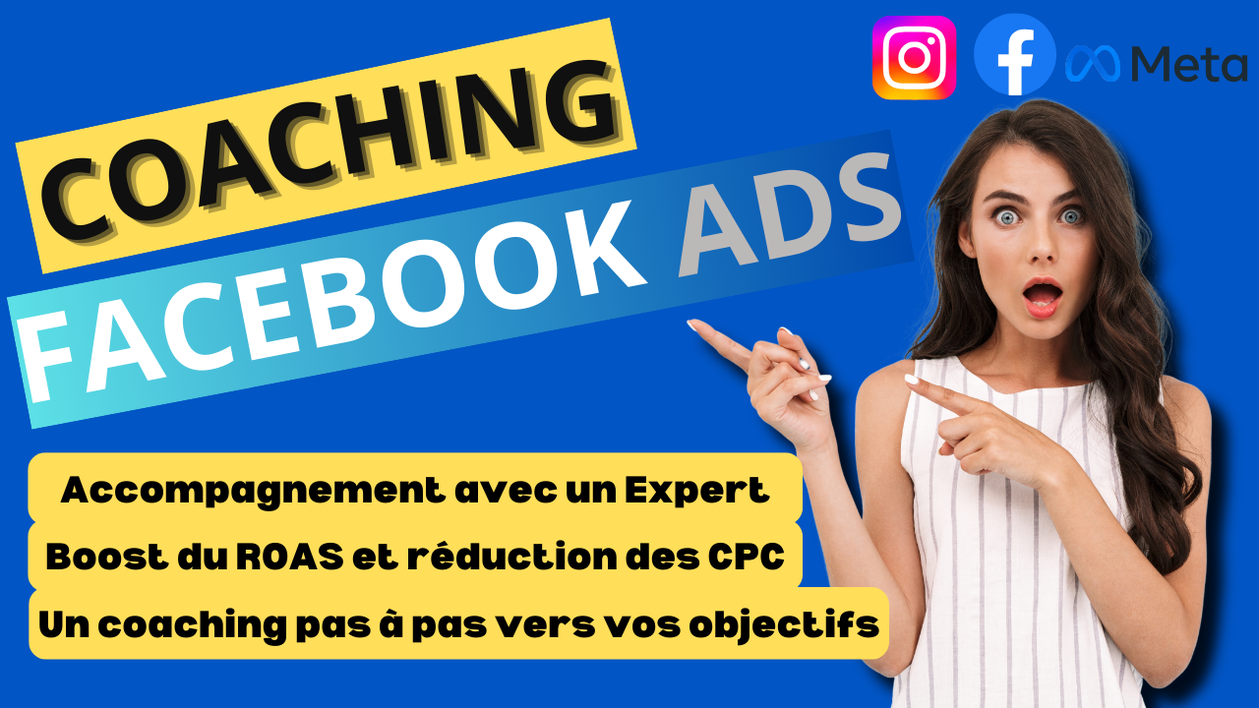 COACHING
Meta
FACEBOOK ADS
Accompagnement avec un Expert
Boost du ROAS et réduction des CPC
Un coaching pas à pas vers vos objectifs